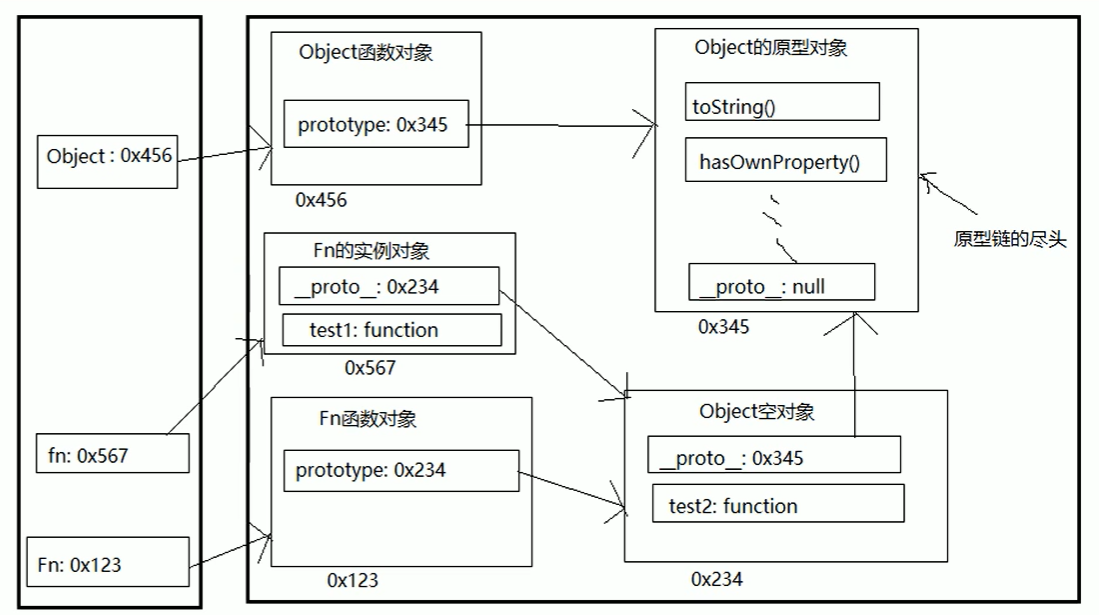 Object : 0x456
fn: 0x567
Fn: 0x123
Object函数对象
prototype: 0x345
0x456
Fn的实例对象
__proto__: 0x234
test1: function
0x567
Fn函数对象
prototype: 0x234
0x123
Object的原型对象
toString()
hasOwnProperty()
__proto__: null
0x345
原型链的尽头
Object空对象
__proto__: 0x345
test2: function
0x234